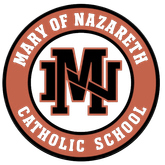 MARY OF NAZARETH
MN
CATHOLIC SCHOOL